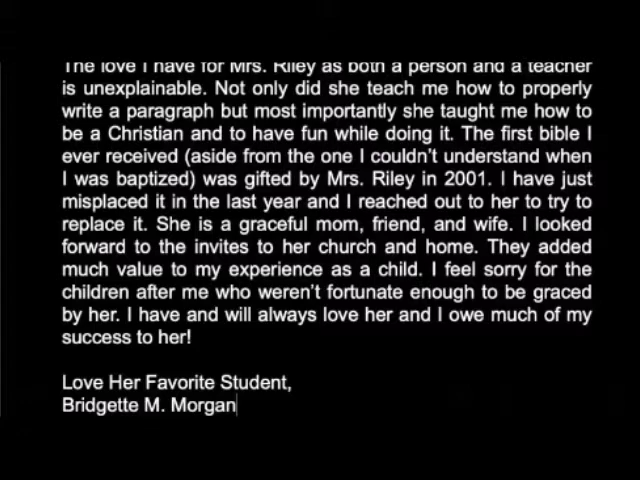 The love I have for Mrs. Riley as both a person and a teacher
is unexplainable. Not only did she teach me how to properly
write a paragraph but most importantly she taught me how to
be a Christian and to have fun while doing it. The first bible I
ever received (aside from the one I couldn't understand when
I was baptized) was gifted by Mrs. Riley in 2001. I have just
misplaced it in the last year and I reached out to her to try to
replace it. She is a graceful mom, friend, and wife. I looked
forward to the invites to her church and home. They added
much value to my experience as a child. I feel sorry for the
children after me who weren't fortunate enough to be graced
by her. I have and will always love her and I owe much of my
success to her!
Love Her Favorite Student,
Bridgette M. Morgan